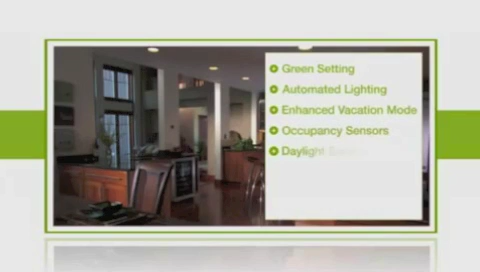 Green Setting
Automated Lighting
Enhanced Vacation Mode
Occupancy Sensors
Daylight